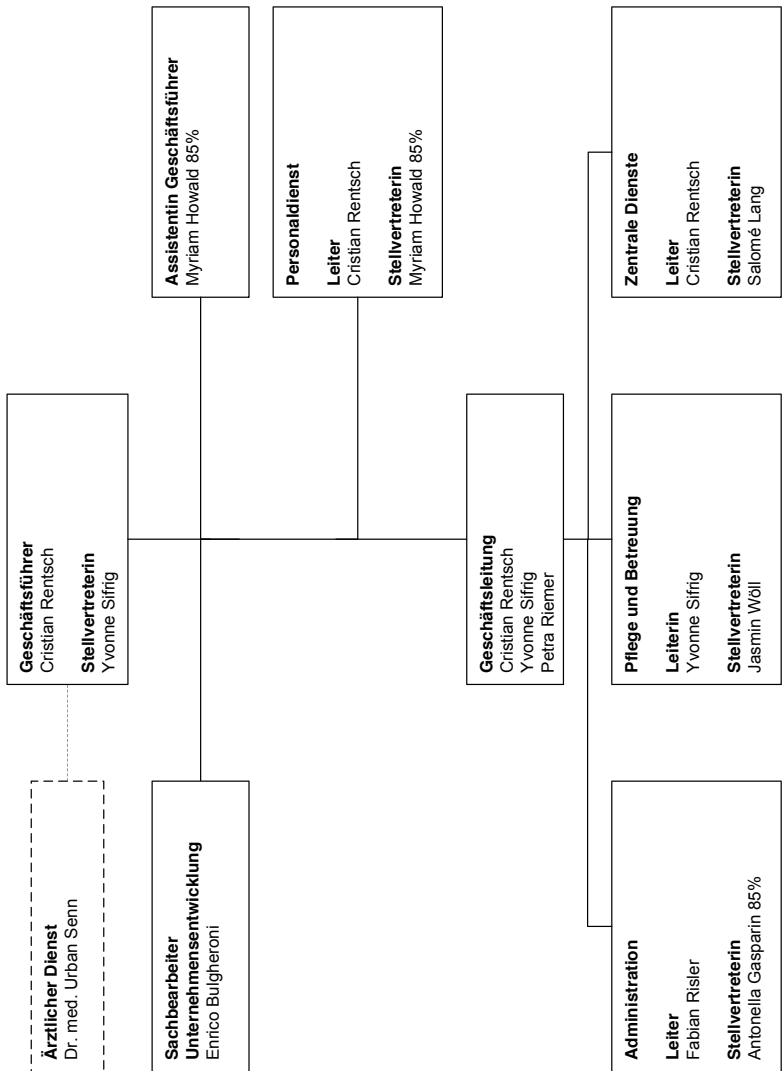 Ärztlicher Dienst
Dr. med. Urban Senn
Geschäftsführer
Cristian Rentsch
Stellvertreterin
Yvonne Sifrig
Sachbearbeiter
Unternehmensentwicklung
Enrico Bulgheroni
Assistentin Geschäftsführer
Myriam Howald 85%
Personaldienst
Leiter
Cristian Rentsch
Stellvertreterin
Myriam Howald 85%
Geschäftsleitung
Cristian Rentsch
Yvonne Sifrig
Petra Riemer
Administration
Leiter
Fabian Risler
Stellvertreterin
Antonella Gasparin 85%
Pflege und Betreuung
Leiterin
Yvonne Sifrig
Stellvertreterin
Jasmin Wöll
Zentrale Dienste
Leiter
Cristian Rentsch
Stellvertreterin
Salomé Lang